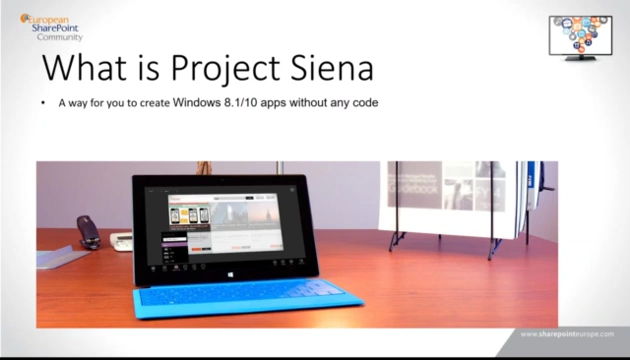 European
SharePoint
Community
What is Project Siena
• A way for you to create Windows 8.1/10 apps without any code
Guidebook
www.sharepointeurope.com